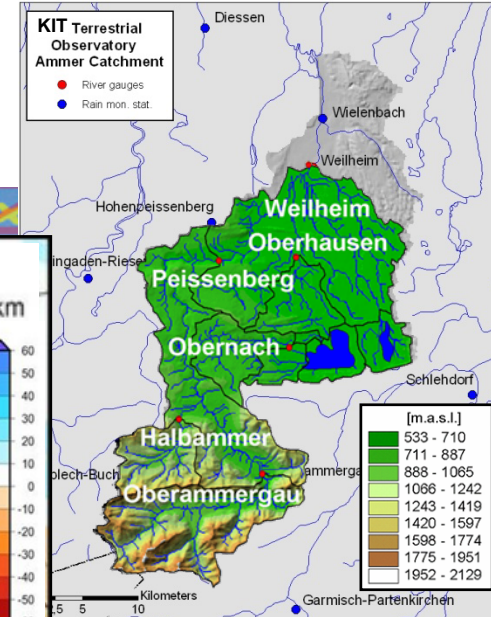 KIT Terrestrial
Observatory
Ammer Catchment
River gauges
Rain mon. stat.
Diessen
Wielenbach
Weilheim
Hohenpeissenberg
Weilheim
Oberhausen
Peissenberg
Obernach
Schlehdorf
Halbammer
Oberammergau
Garmisch-Partenkirchen
[m.a.s.l.]
533 - 710
711 - 887
888 - 1065
1066 - 1242
1243 - 1419
1420 - 1597
1598 - 1774
1775 - 1951
1952 - 2129
5
10
Kilometers
km
60
50
40
30
20
10
0
-10
-20
-30
-40
-50